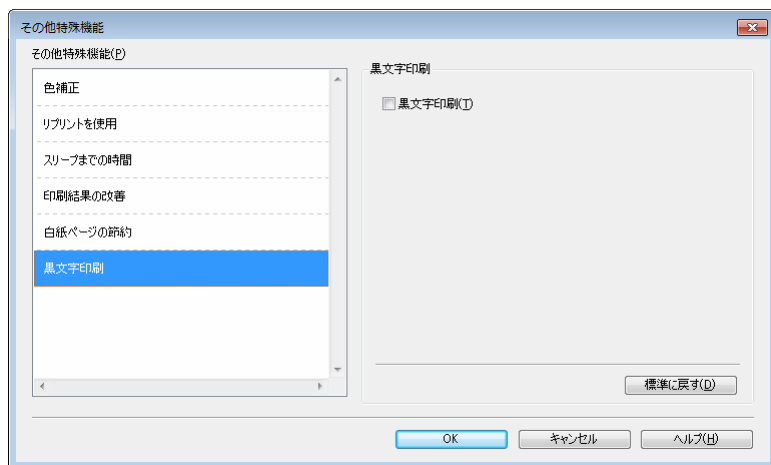 その他特殊機能
その他特殊機能(P)
色補正
リプリントを使用
スリープまでの時間
印刷結果の改善
白紙ページの節約
黒文字印刷
黒文字印刷
黒文字印刷(T)
標準に戻す(D)
OK
キャンセル
ヘルプ(H)